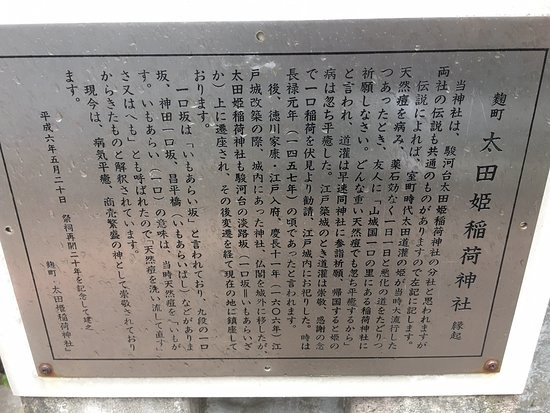 麹町 太田姫稲荷神社 縁起
当神社は、駿河台太田姫稲荷神社の分社と思われますが
両社の伝説も共通のものがありますので左記に記します。
伝説によれば、室町時代太田道灌の姫が当時大流行した
天然痘を病み、薬石効なく一日一日と悪化の道をたどりつ
つあったとき、友人に「山城国一口の里にある稲荷神社に
祈願しなさい。どんな重い天然痘でも忽ち平癒するから」
と言われ、道灌は早速同神社に参詣祈願、帰国すると姫の
病は忽ち平癒した。江戸築城のとき道灌は崇敬、感謝の念
で一口稲荷を伏見より勧請、江戸城内にお祀りした。時は
長禄元年(一四五七年)の頃であったと言われます。
後、徳川家康・江戸入府、慶長十一年(一六〇六年)江
戸城改築の際、城内にあった神社、仏閣を城外に移したが、
太田姫稲荷神社も駿河台の淡路坂(一口坂=いもあらいざ
か)上に遷座され、その後変遷を経て現在の地に鎮座して
おります。
一口坂は「いもあらい坂」と言われており、九段の一口
坂、神田一口坂、昌平橋(いもあらいばし)などがありま
す。いもあらい(一口)の意味は、当時天然痘を「いもが
さ又はへも」とも呼ばれたので「天然痘を洗い流して直す」
からきたものと解釈されています。
現今は、病気平癒、商売繁盛の神として崇敬されており
ます。
平成六年五月二十日 祭祠再開二十年を記念して建之
麹町 太田姫稲荷神社